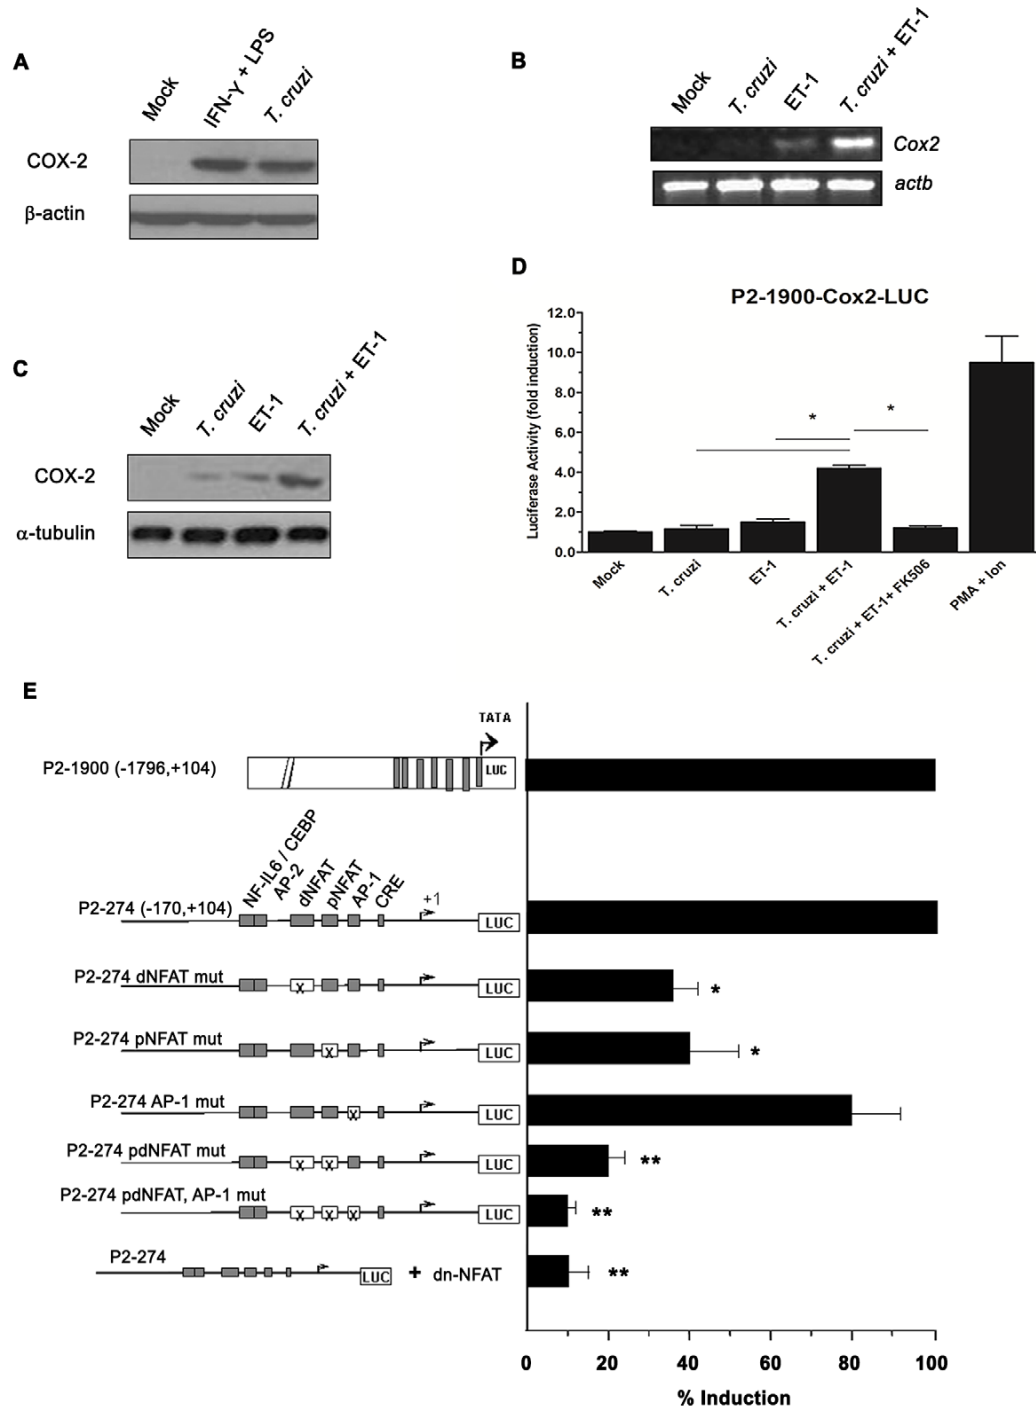 A
Mock
IFN-γ + LPS
T. cruzi
COX-2
β-actin
B
Mock
T. cruzi
ET-1
T. cruzi + ET-1
Cox2
actb
C
Mock
T. cruzi
ET-1
T. cruzi + ET-1
COX-2
α-tubulin
D
P2-1900-Cox2-LUC
Luciferase Activity (fold induction)
12.0
10.0
8.0
6.0
4.0
2.0
0.0
*
*
Mock
T. cruzi
ET-1
T. cruzi + ET-1
T. cruzi + ET-1+ FK506
PMA + Ion
E
TATA
P2-1900 (-1796,+104)
LUC
NF-IL6 / CEBP
AP-2
dNFAT
pNFAT
AP-1
CRE
+1
P2-274 (-170,+104)
LUC
P2-274 dNFAT mut
X
LUC
*
P2-274 pNFAT mut
X
LUC
*
P2-274 AP-1 mut
X
LUC
P2-274 pdNFAT mut
X X
LUC
**
P2-274 pdNFAT, AP-1 mut
X X X
LUC
**
P2-274
LUC
+ dn-NFAT
**
0 20 40 60 80 100
% Induction